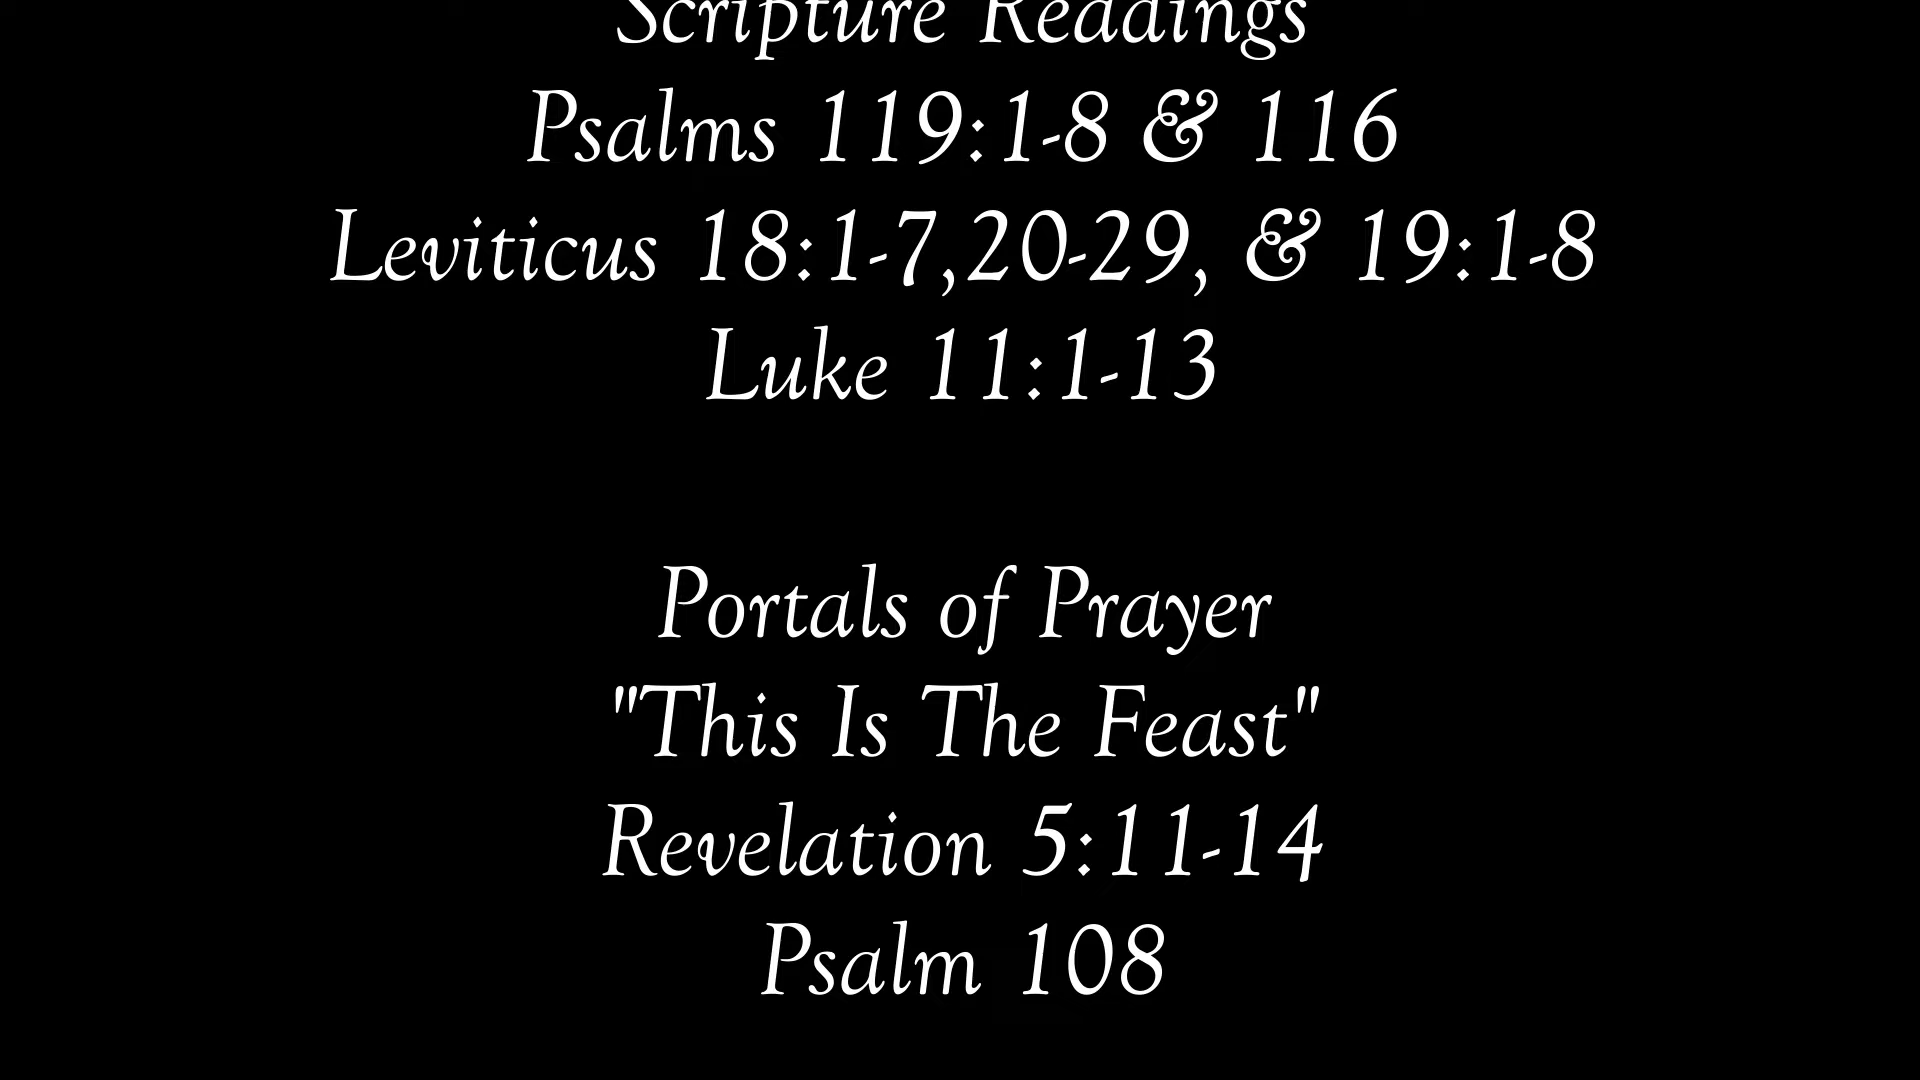 Scripture Readings
Psalms 119:1-8 & 116
Leviticus 18:1-7,20-29, & 19:1-8
Luke 11:1-13
Portals of Prayer
"This Is The Feast"
Revelation 5:11-14
Psalm 108